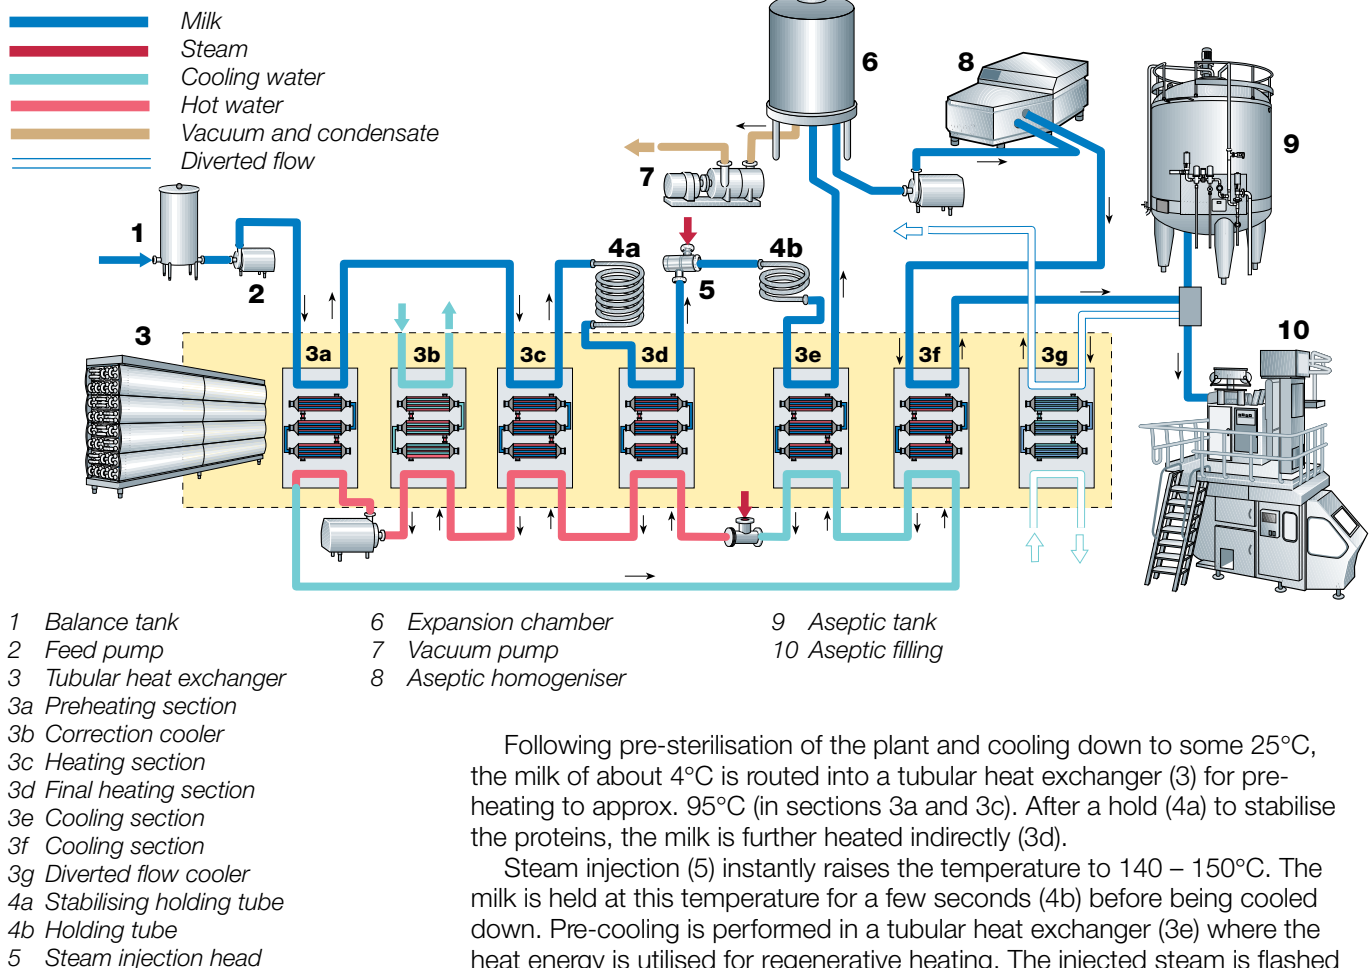 Milk
Steam
Cooling water
Hot water
Vacuum and condensate
Diverted flow
1
2
3
4a
4b
5
6
7
8
9
10
3a
3b
3c
3d
3e
3f
3g
1 Balance tank
2 Feed pump
3 Tubular heat exchanger
3a Preheating section
3b Correction cooler
3c Heating section
3d Final heating section
3e Cooling section
3f Cooling section
3g Diverted flow cooler
4a Stabilising holding tube
4b Holding tube
5 Steam injection head
6 Expansion chamber
7 Vacuum pump
8 Aseptic homogeniser
9 Aseptic tank
10 Aseptic filling
Following pre-sterilisation of the plant and cooling down to some 25°C,
the milk of about 4°C is routed into a tubular heat exchanger (3) for pre-
heating to approx. 95°C (in sections 3a and 3c). After a hold (4a) to stabilise
the proteins, the milk is further heated indirectly (3d).
Steam injection (5) instantly raises the temperature to 140 – 150°C. The
milk is held at this temperature for a few seconds (4b) before being cooled
down. Pre-cooling is performed in a tubular heat exchanger (3e) where the
heat energy is utilised for regenerative heating. The injected steam is flashed